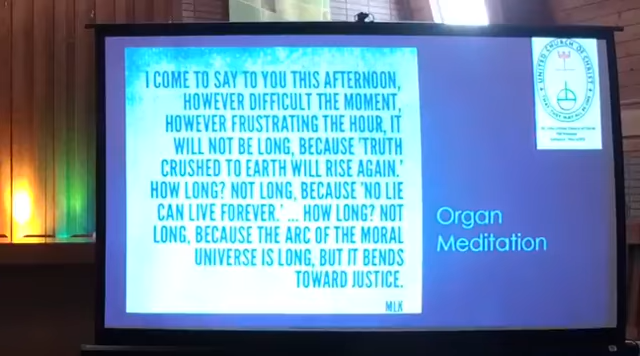 I COME TO SAY TO YOU THIS AFTERNOON,
HOWEVER DIFFICULT THE MOMENT,
HOWEVER FRUSTRATING THE HOUR, IT
WILL NOT BE LONG, BECAUSE 'TRUTH
CRUSHED TO EARTH WILL RISE AGAIN.'
HOW LONG? NOT LONG, BECAUSE 'NO LIE
CAN LIVE FOREVER.' ... HOW LONG? NOT
LONG, BECAUSE THE ARC OF THE MORAL
UNIVERSE IS LONG, BUT IT BENDS
TOWARD JUSTICE.
MLK
Organ
Meditation
UNITED CHURCH OF CHRIST